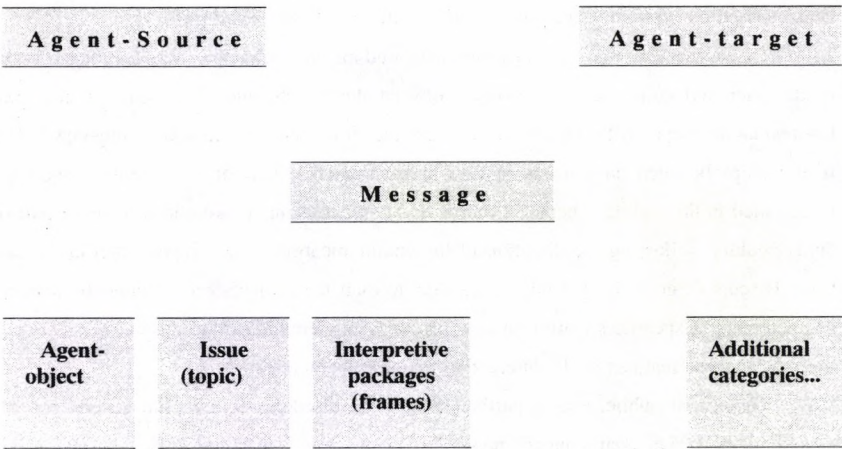 Agent-Source
Agent-target
Message
Agent-
object
Issue
(topic)
Interpretive
packages
(frames)
Additional
categories...